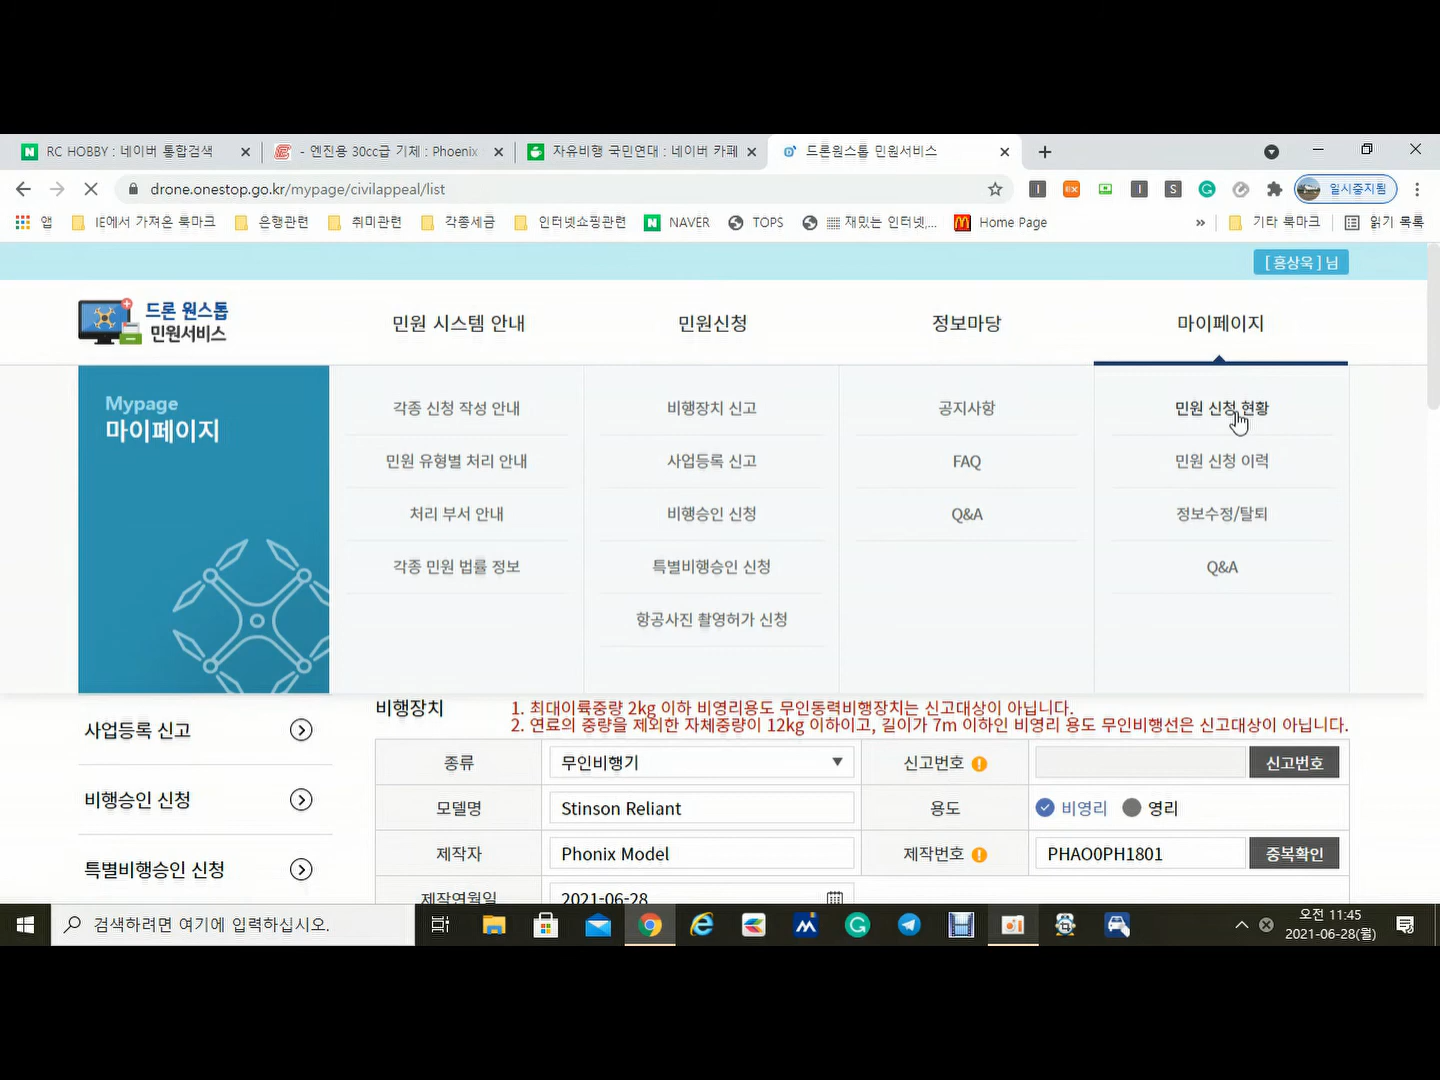 RC HOBBY : 네이버 통합검색
- 엔진용 30cc급 기체 : Phoenix
자유비행 국민연대 : 네이버 카페
드론원스톱 민원서비스
drone.onestop.go.kr/mypage/civilappeal/list
일시중지됨
앱
IE에서 가져온 북마크
은행관련
취미관련
각종세금
인터넷쇼핑관련
NAVER
TOPS
재밌는 인터넷,...
Home Page
»
기타 북마크
읽기 목록
[ 홍상욱 ] 님
드론 원스톱
민원서비스
민원 시스템 안내
민원신청
정보마당
마이페이지
Mypage
마이페이지
각종 신청 작성 안내
비행장치 신고
공지사항
민원 신청 현황
민원 유형별 처리 안내
사업등록 신고
FAQ
민원 신청 이력
처리 부서 안내
비행승인 신청
Q&A
정보수정/탈퇴
각종 민원 법률 정보
특별비행승인 신청
Q&A
항공사진 촬영허가 신청
사업등록 신고
비행승인 신청
특별비행승인 신청
비행장치
1. 최대이륙중량 2kg 이하 비영리용도 무인동력비행장치는 신고대상이 아닙니다.
2. 연료의 중량을 제외한 자체중량이 12kg 이하이고, 길이가 7m 이하인 비영리 용도 무인비행선은 신고대상이 아닙니다.
종류
무인비행기
신고번호
신고번호
모델명
Stinson Reliant
용도
비영리
영리
제작자
Phonix Model
제작번호
PHAO0PH1801
중복확인
제작연월일
2021-06-28
검색하려면 여기에 입력하십시오.
오전 11:45
2021-06-28(월)